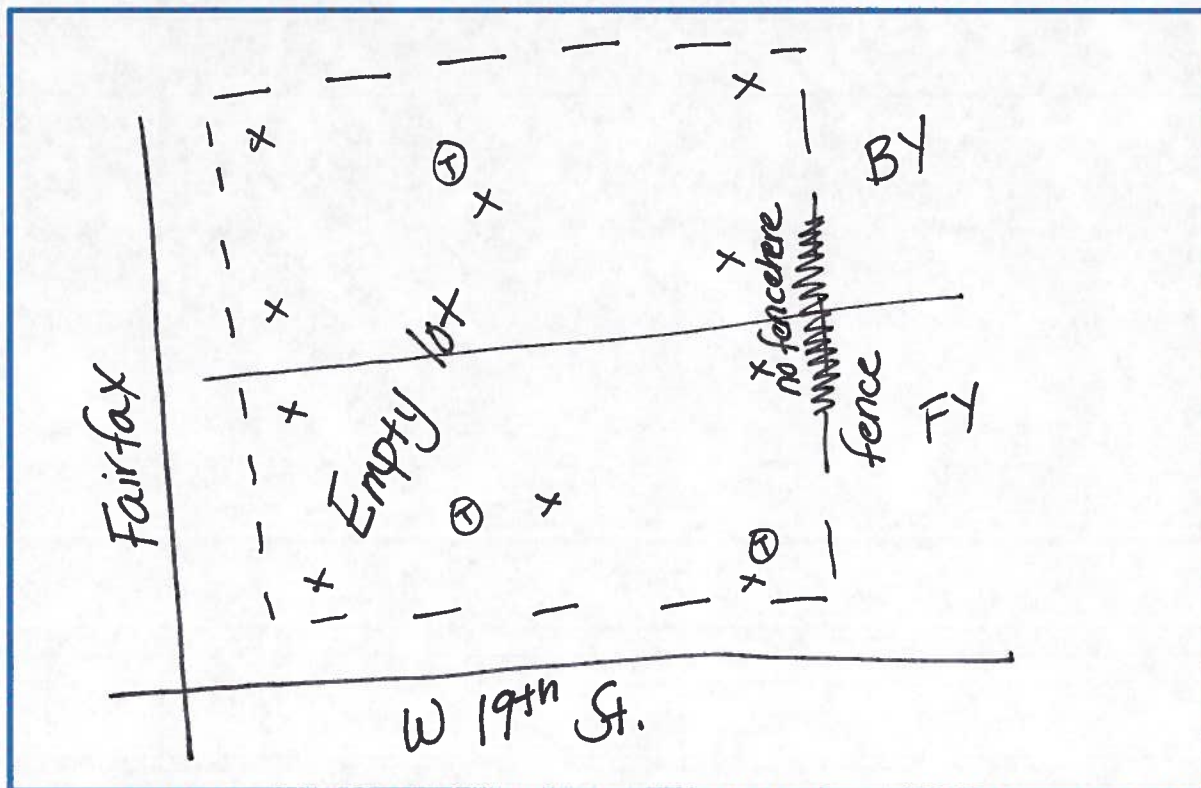 BY
T
no fence here
Empty lot
Fairfax
fence
FY
T
T
W 19th St.